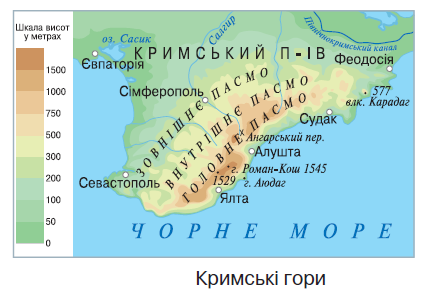 Шкала висот
у метрах
1500
1000
750
500
300
200
100
50
0
оз. Сасик
Салгир
Північнокримський канал
КРИМСЬКИЙ П-ІВ
Євпаторія
Феодосія
577
влк. Карадаг
Сімферополь
Судак
ЗОВНІШНЄ ПАСМО
ВНУТРІШНЄ ПАСМО
ГОЛОВНЕ ПАСМО
Ангарський пер.
Алушта
г. Роман-Кош 1545
1529
г. Аюдаг
Севастополь
Ялта
ЧОРНЕ МОРЕ
Кримські гори